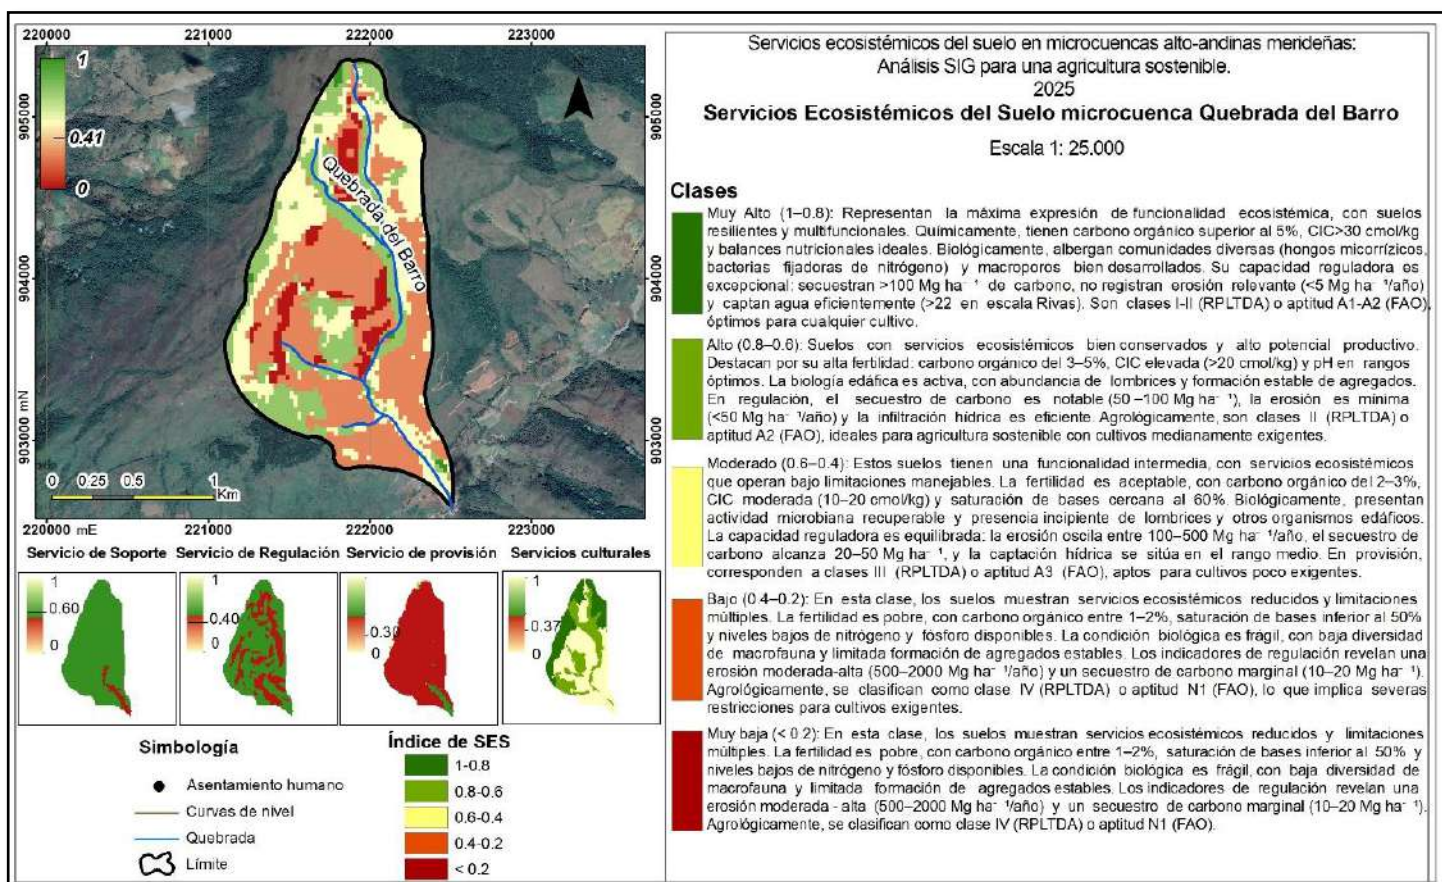 220000
221000
222000
223000
1
0.41
0
905000
905000
904000
904000
903000 mN
903000
Quebrada del Barro
0 0.25 0.5 1
Km
220000 mE
221000
222000
223000
Servicio de Soporte
Servicio de Regulación
Servicio de provisión
Servicios culturales
1
0.60
0
1
0.40
0
1
0.30
0
1
0.37
0
Simbología
Asentamiento humano
Curvas de nivel
Quebrada
Límite
Índice de SES
1-0.8
0.8-0.6
0.6-0.4
0.4-0.2
< 0.2
Servicios ecosistémicos del suelo en microcuencas alto-andinas merideñas:
Análisis SIG para una agricultura sostenible.
2025
Servicios Ecosistémicos del Suelo microcuenca Quebrada del Barro
Escala 1: 25.000
Clases
Muy Alto (1–0.8): Representan la máxima expresión de funcionalidad ecosistémica, con suelos
resilientes y multifuncionales. Químicamente, tienen carbono orgánico superior al 5%, CIC>30 cmol/kg
y balances nutricionales ideales. Biológicamente, albergan comunidades diversas (hongos micorrízicos,
bacterias fijadoras de nitrógeno) y macroporos bien desarrollados. Su capacidad reguladora es
excepcional: secuestran >100 Mg ha⁻¹ de carbono, no registran erosión relevante (<5 Mg ha⁻¹/año)
y captan agua eficientemente (>22 en escala Rivas). Son clases I-II (RPLTDA) o aptitud A1-A2 (FAO),
óptimos para cualquier cultivo.
Alto (0.8–0.6): Suelos con servicios ecosistémicos bien conservados y alto potencial productivo.
Destacan por su alta fertilidad: carbono orgánico del 3–5%, CIC elevada (>20 cmol/kg) y pH en rangos
óptimos. La biología edáfica es activa, con abundancia de lombrices y formación estable de agregados.
En regulación, el secuestro de carbono es notable (50–100 Mg ha⁻¹), la erosión es mínima
(<50 Mg ha⁻¹/año) y la infiltración hídrica es eficiente. Agrológicamente, son clases II (RPLTDA) o
aptitud A2 (FAO), ideales para agricultura sostenible con cultivos medianamente exigentes.
Moderado (0.6–0.4): Estos suelos tienen una funcionalidad intermedia, con servicios ecosistémicos
que operan bajo limitaciones manejables. La fertilidad es aceptable, con carbono orgánico del 2–3%,
CIC moderada (10–20 cmol/kg) y saturación de bases cercana al 60%. Biológicamente, presentan
actividad microbiana recuperable y presencia incipiente de lombrices y otros organismos edáficos.
La capacidad reguladora es equilibrada: la erosión oscila entre 100–500 Mg ha⁻¹/año, el secuestro de
carbono alcanza 20–50 Mg ha⁻¹, y la captación hídrica se sitúa en el rango medio. En provisión,
corresponden a clases III (RPLTDA) o aptitud A3 (FAO), aptos para cultivos poco exigentes.
Bajo (0.4–0.2): En esta clase, los suelos muestran servicios ecosistémicos reducidos y limitaciones
múltiples. La fertilidad es pobre, con carbono orgánico entre 1–2%, saturación de bases inferior al 50%
y niveles bajos de nitrógeno y fósforo disponibles. La condición biológica es frágil, con baja diversidad
de macrofauna y limitada formación de agregados estables. Los indicadores de regulación revelan una
erosión moderada-alta (500–2000 Mg ha⁻¹/año) y un secuestro de carbono marginal (10–20 Mg ha⁻¹).
Agrológicamente, se clasifican como clase IV (RPLTDA) o aptitud N1 (FAO), lo que implica severas
restricciones para cultivos exigentes.
Muy baja (< 0.2): En esta clase, los suelos muestran servicios ecosistémicos reducidos y limitaciones
múltiples. La fertilidad es pobre, con carbono orgánico entre 1–2%, saturación de bases inferior al 50% y
niveles bajos de nitrógeno y fósforo disponibles. La condición biológica es frágil, con baja diversidad de
macrofauna y limitada formación de agregados estables. Los indicadores de regulación revelan una
erosión moderada - alta (500–2000 Mg ha⁻¹/año) y un secuestro de carbono marginal (10–20 Mg ha⁻¹).
Agrológicamente, se clasifican como clase IV (RPLTDA) o aptitud N1 (FAO).